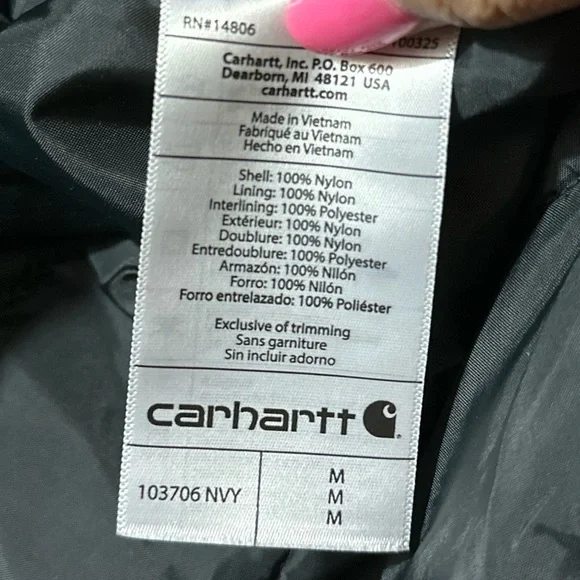 RN#14806
00325
Carhartt, Inc. P.O. Box 600
Dearborn, MI 48121 USA
carhartt.com
Made in Vietnam
Fabriqué au Vietnam
Hecho en Vietnam
Shell: 100% Nylon
Lining: 100% Nylon
Interlining: 100% Polyester
Extérieur: 100% Nylon
Doublure: 100% Nylon
Entredoublure: 100% Polyester
Armazón: 100% Nilón
Forro: 100% Nilón
Forro entrelazado: 100% Poliéster
Exclusive of trimming
Sans garniture
Sin incluir adorno
carhartt
103706 NVY
M
M
M